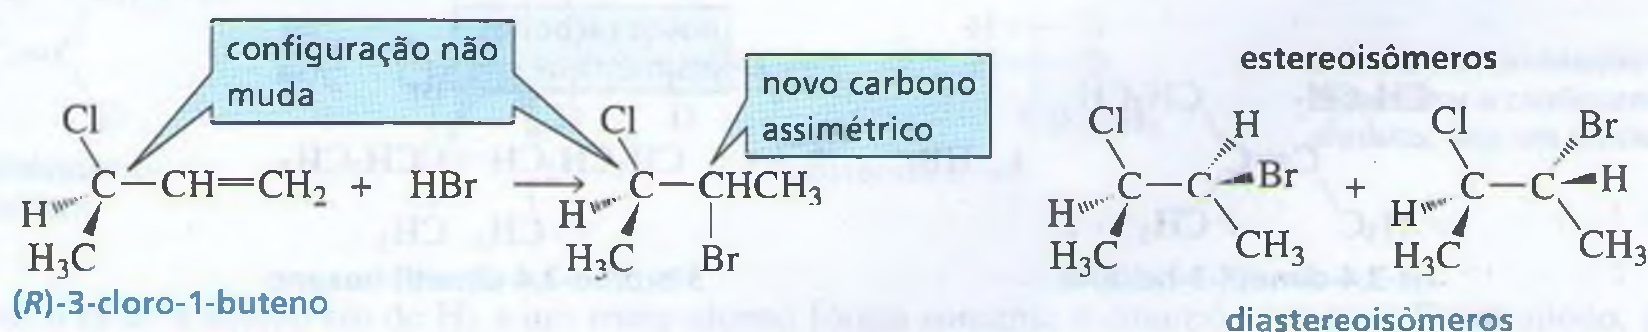 configuração não
muda
novo carbono
assimétrico
estereoisômeros
Cl
C—CH=CH₂ + HBr ⟶
H
H₃C
(R)-3-cloro-1-buteno
Cl
C—CHCH₃
H
H₃C Br
Cl H
C—C Br
H
H₃C CH₃
+
Cl Br
C—C H
H
H₃C CH₃
diastereoisômeros